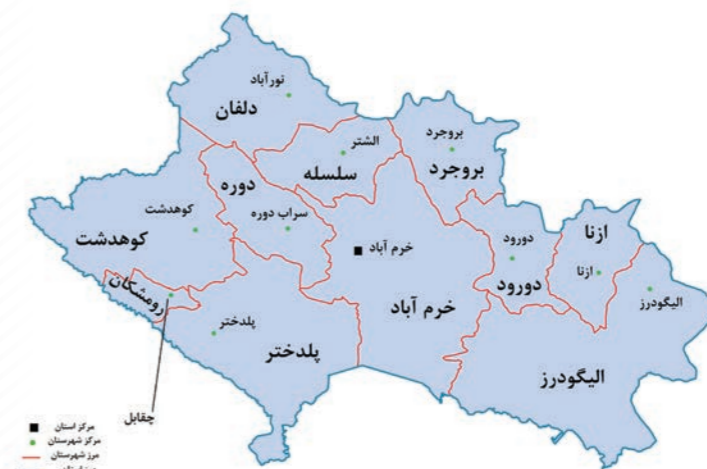 نورآباد
دلفان
بروجرد
بروجرد
الشتر
سلسله
دوره
سراب دوره
کوهدشت
کوهدشت
خرم آباد
خرم آباد
دورود
دورود
ازنا
ازنا
الیگودرز
الیگودرز
رومشکان
پلدختر
پلدختر
چقابل
مرکز استان
مرکز شهرستان
مرز شهرستان